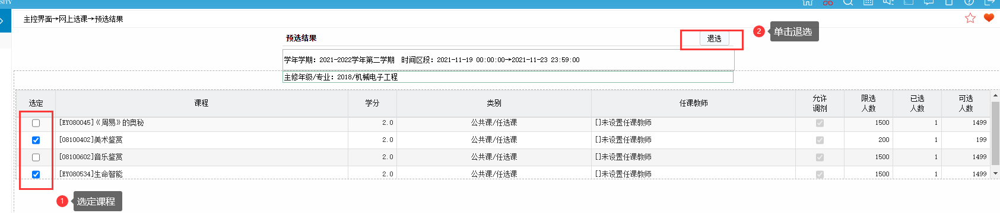 SITY
主控界面→网上选课→预选结果
预选结果
退选
2 单击退选
学年学期：2021-2022学年第二学期 时间区段：2021-11-19 00:00:00→2021-11-23 23:59:00
主修年级/专业：2018/机械电子工程
选定 课程 学分 类别 任课教师 允许调剂 限选人数 已选人数 可选人数
[EY080045]《周易》的奥秘 2.0 公共课/任选课 []未设置任课教师 1500 1 1499
[08100402]美术鉴赏 2.0 公共课/任选课 []未设置任课教师 200 1 199
[08100602]音乐鉴赏 2.0 公共课/任选课 []未设置任课教师 1500 1 1499
[EY080534]生命智能 2.0 公共课/任选课 []未设置任课教师 1500 1 1499
1 选定课程